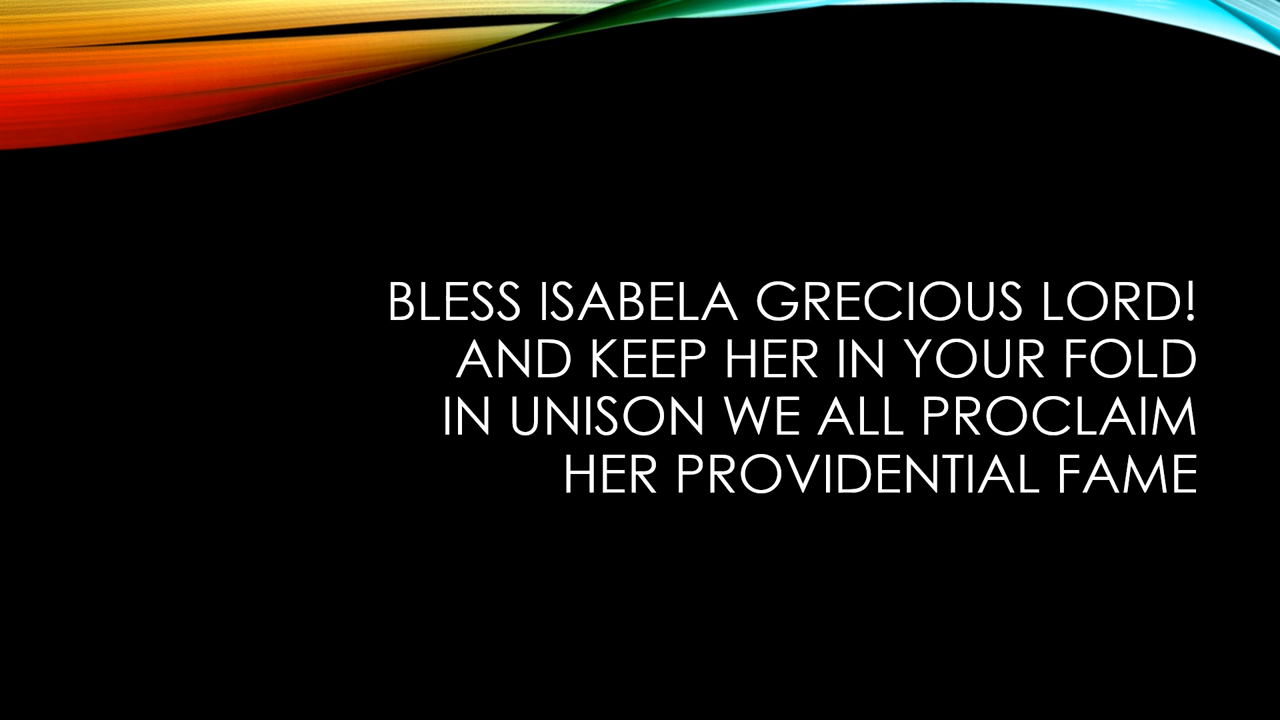 BLESS ISABELA GRECIOUS LORD!
AND KEEP HER IN YOUR FOLD
IN UNISON WE ALL PROCLAIM
HER PROVIDENTIAL FAME